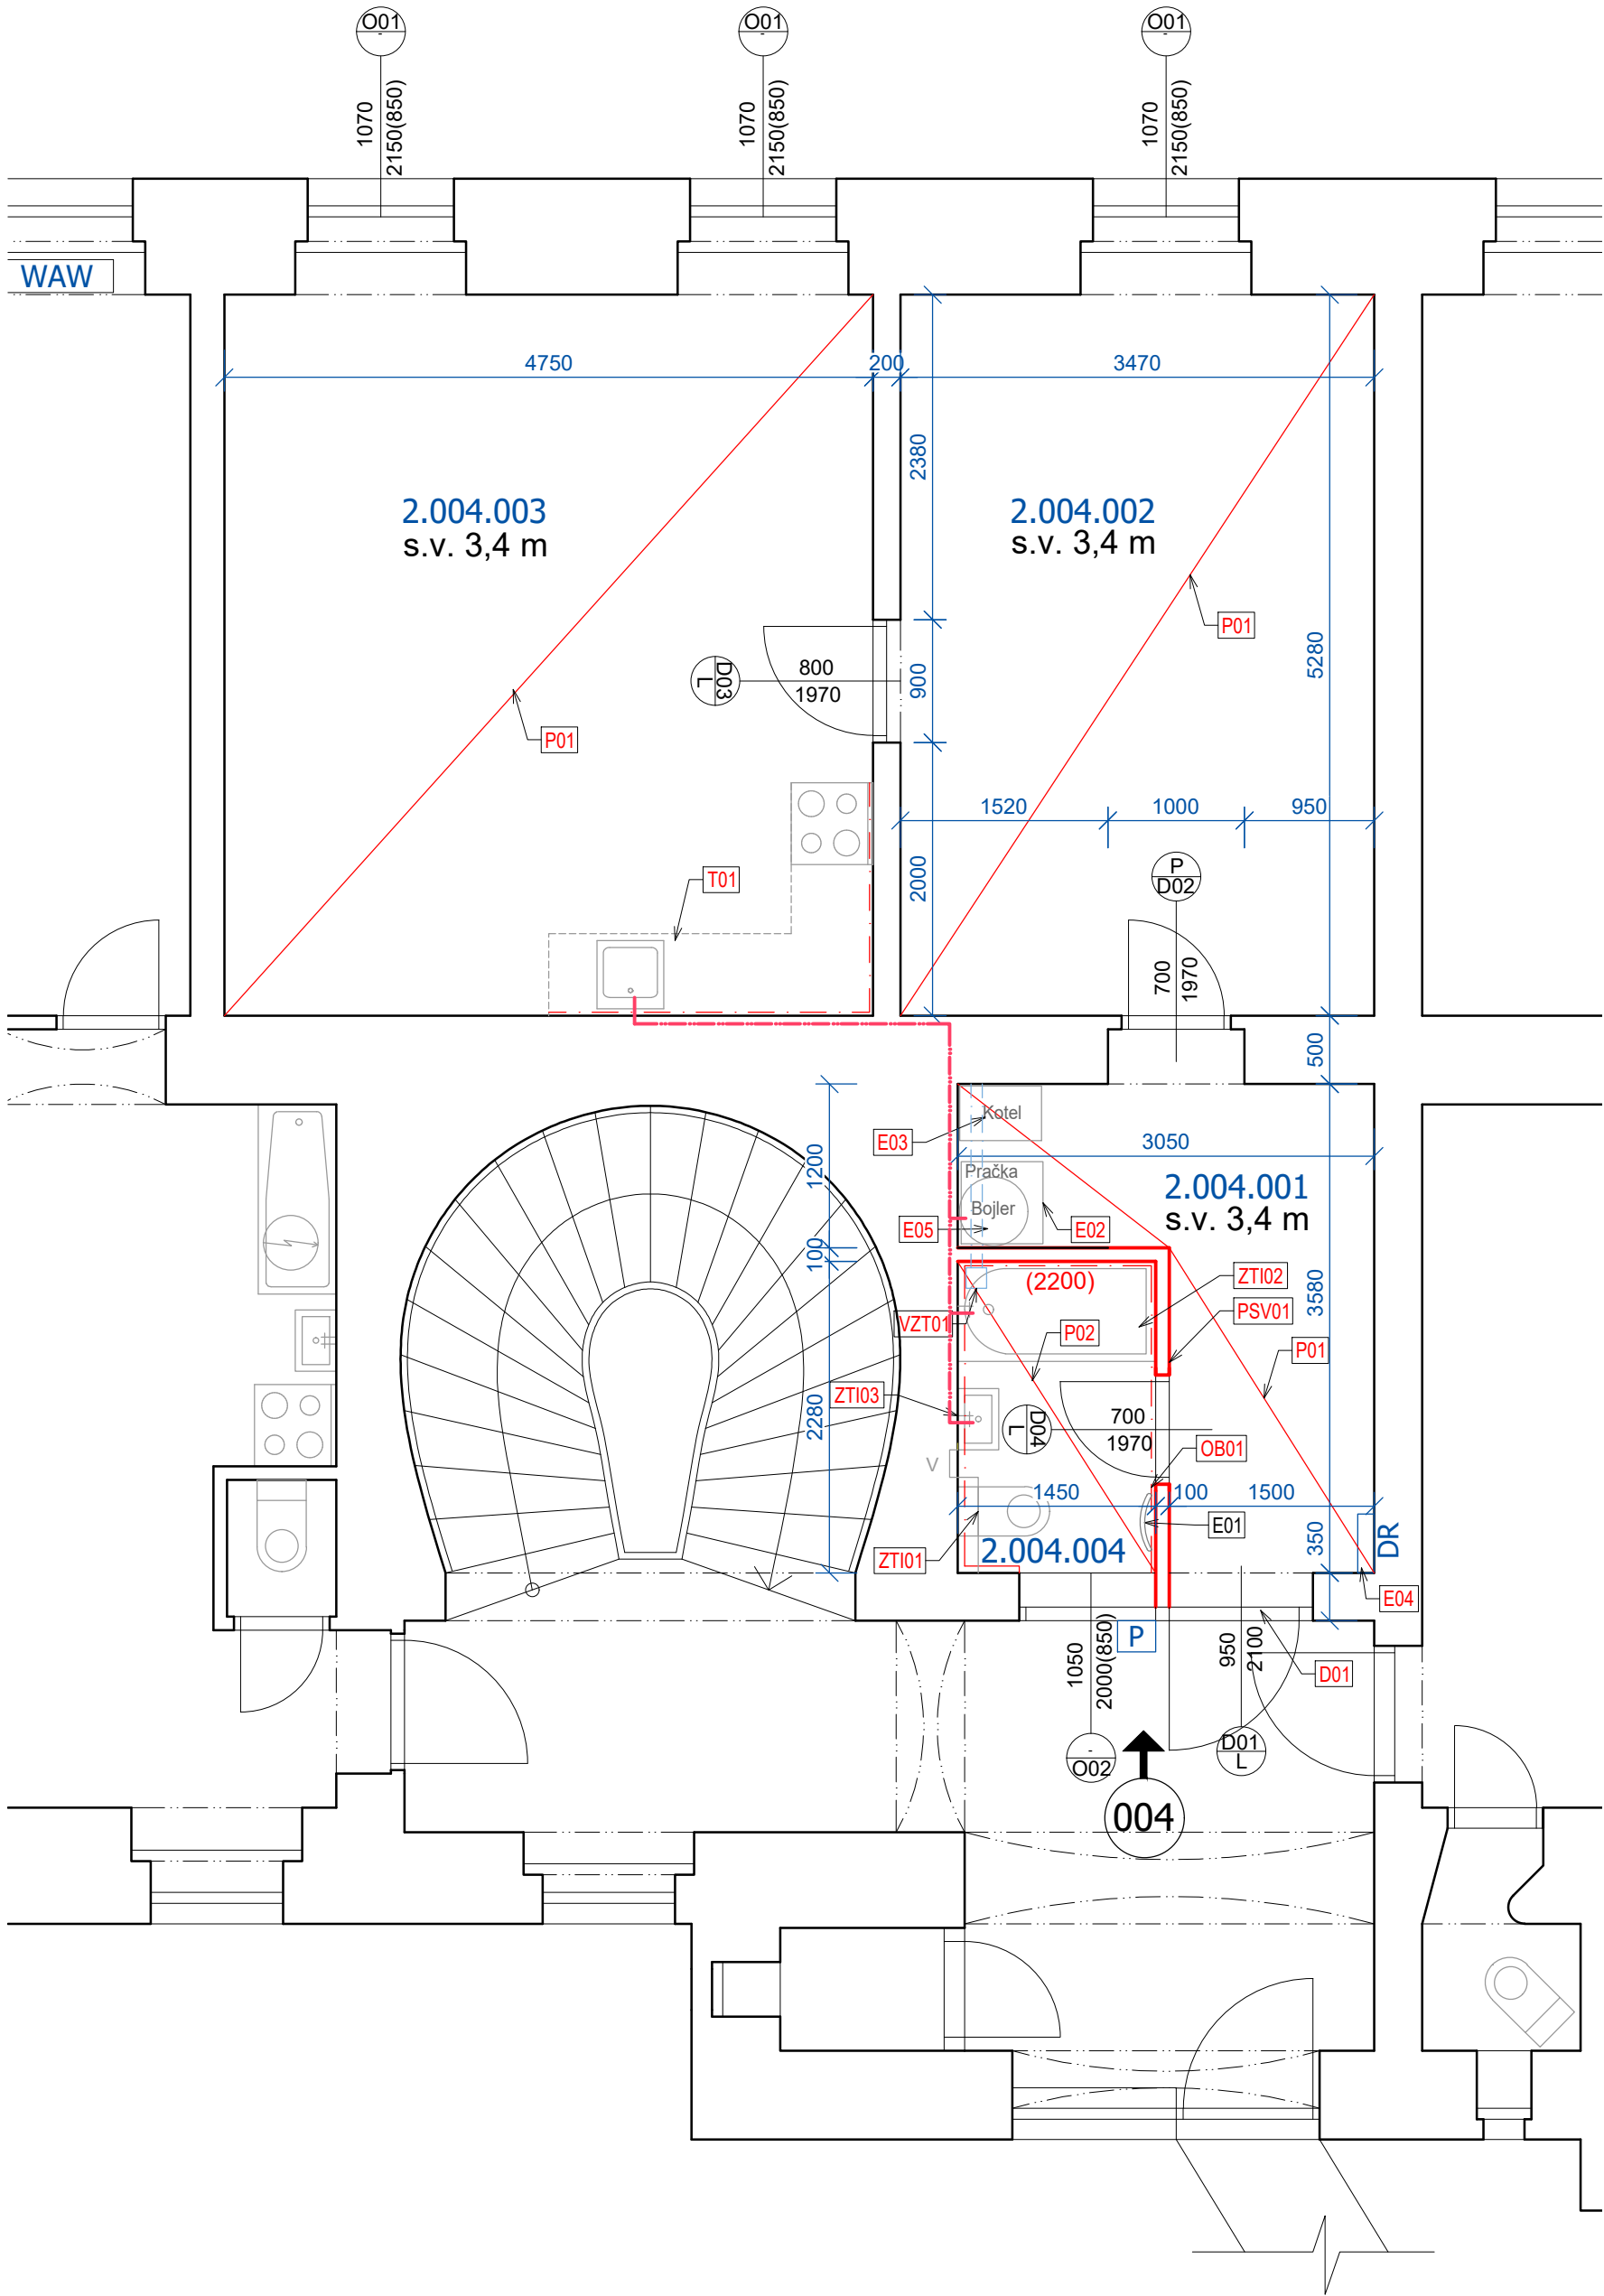 O01
-
O01
-
O01
-
1070
2150(850)
1070
2150(850)
1070
2150(850)
WAW
4750
200
3470
2380
2.004.003
s.v. 3,4 m
2.004.002
s.v. 3,4 m
P01
5280
D03
L
800
1970
900
P01
1520
1000
950
T01
2000
P
D02
700
1970
500
Kotel
E03
3050
1200
Pračka
2.004.001
s.v. 3,4 m
Bojler
E05
E02
100
(2200)
ZTI02
VZT01
PSV01
P02
P01
3580
ZTI03
2280
D04
L
700
1970
OB01
V
1450
100
1500
E01
350
DR
ZTI01
2.004.004
E04
P
1050
2000(850)
950
2100
D01
-
O02
D01
L
004